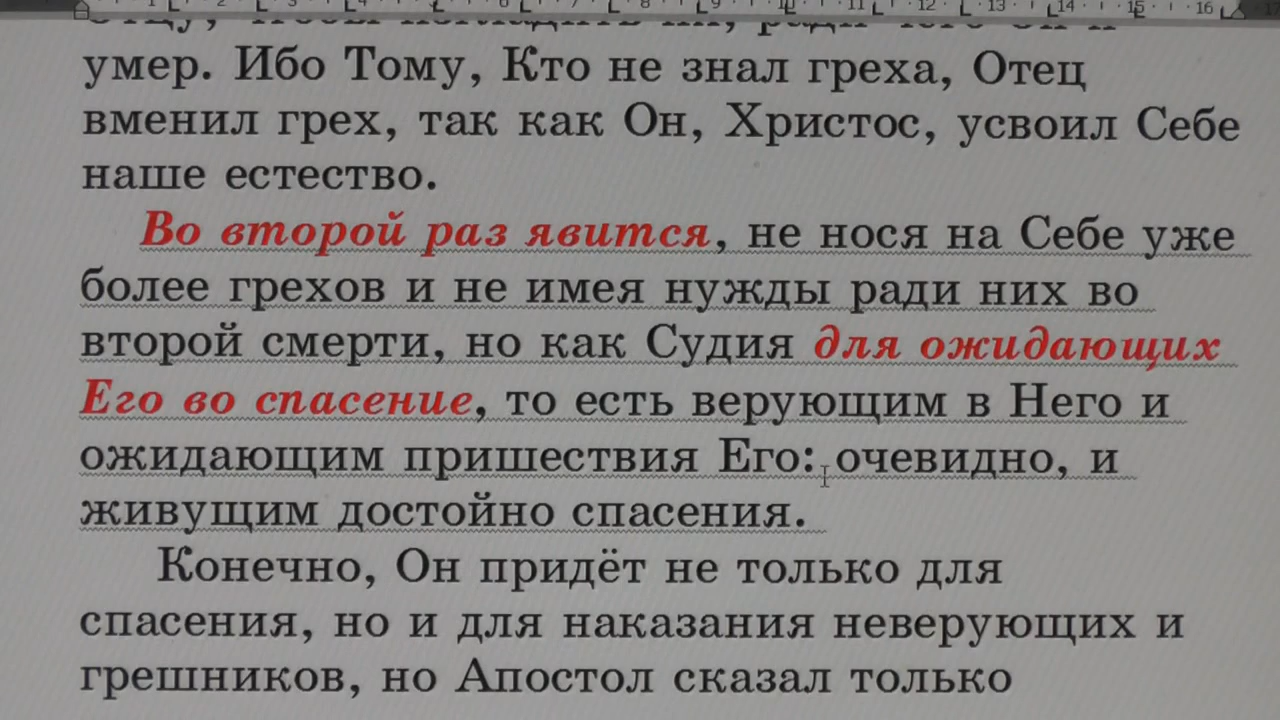 умер. Ибо Тому, Кто не знал греха, Отец
вменил грех, так как Он, Христос, усвоил Себе
наше естество.
Во второй раз явится, не нося на Себе уже
более грехов и не имея нужды ради них во
второй смерти, но как Судия для ожидающих
Его во спасение, то есть верующим в Него и
ожидающим пришествия Его: очевидно, и
живущим достойно спасения.
Конечно, Он придёт не только для
спасения, но и для наказания неверующих и
грешников, но Апостол сказал только